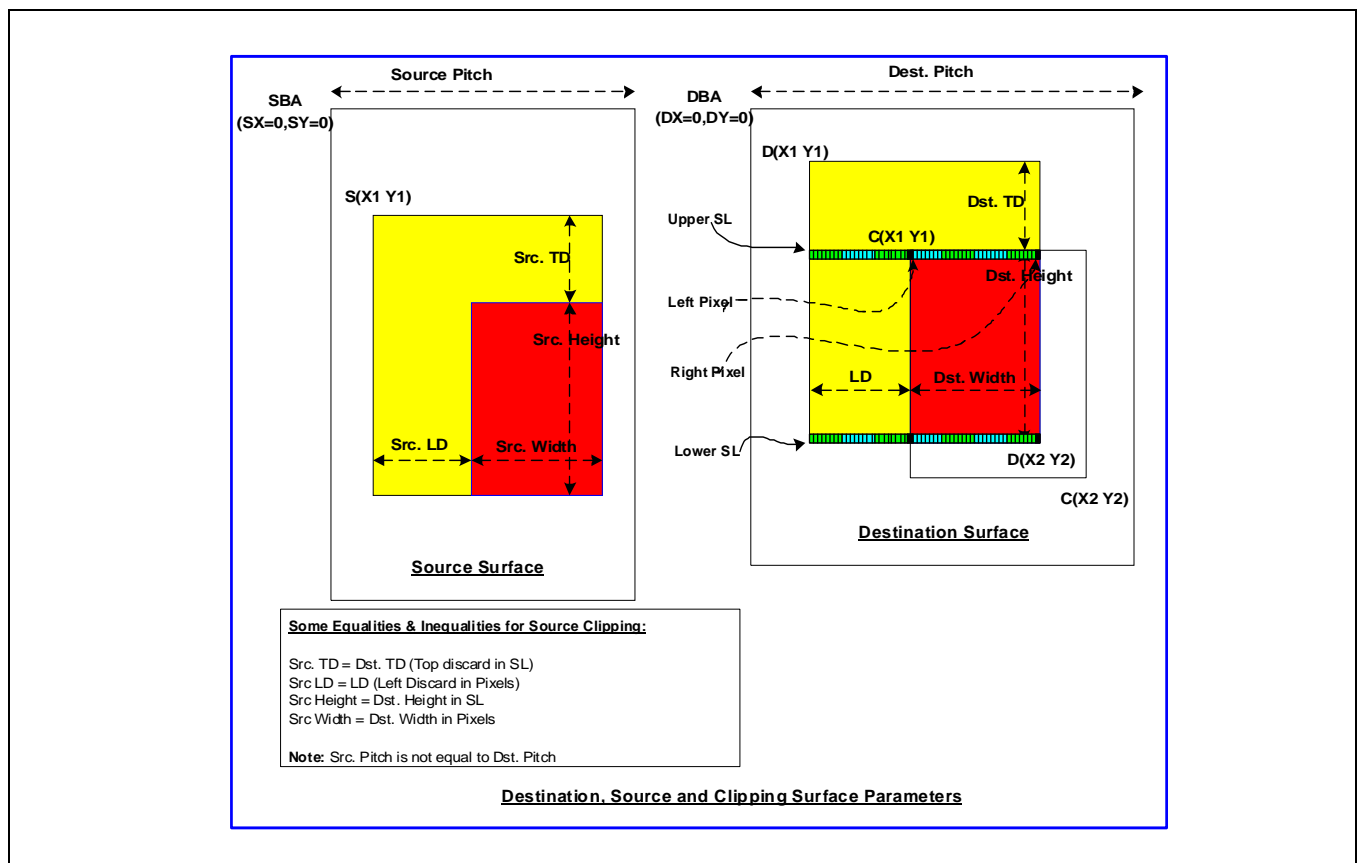 Source Pitch
SBA
(SX=0,SY=0)
S(X1 Y1)
Src. TD
Src. Height
Src. LD
Src. Width
Source Surface
Dest. Pitch
DBA
(DX=0,DY=0)
D(X1 Y1)
Dst. TD
Upper SL
C(X1 Y1)
Dst. Height
Left Pixel
Right Pixel
LD
Dst. Width
Lower SL
D(X2 Y2)
C(X2 Y2)
Destination Surface
Some Equalities & Inequalities for Source Clipping:
Src. TD = Dst. TD (Top discard in SL)
Src LD = LD (Left Discard in Pixels)
Src Height = Dst. Height in SL
Src Width = Dst. Width in Pixels
Note: Src. Pitch is not equal to Dst. Pitch
Destination, Source and Clipping Surface Parameters